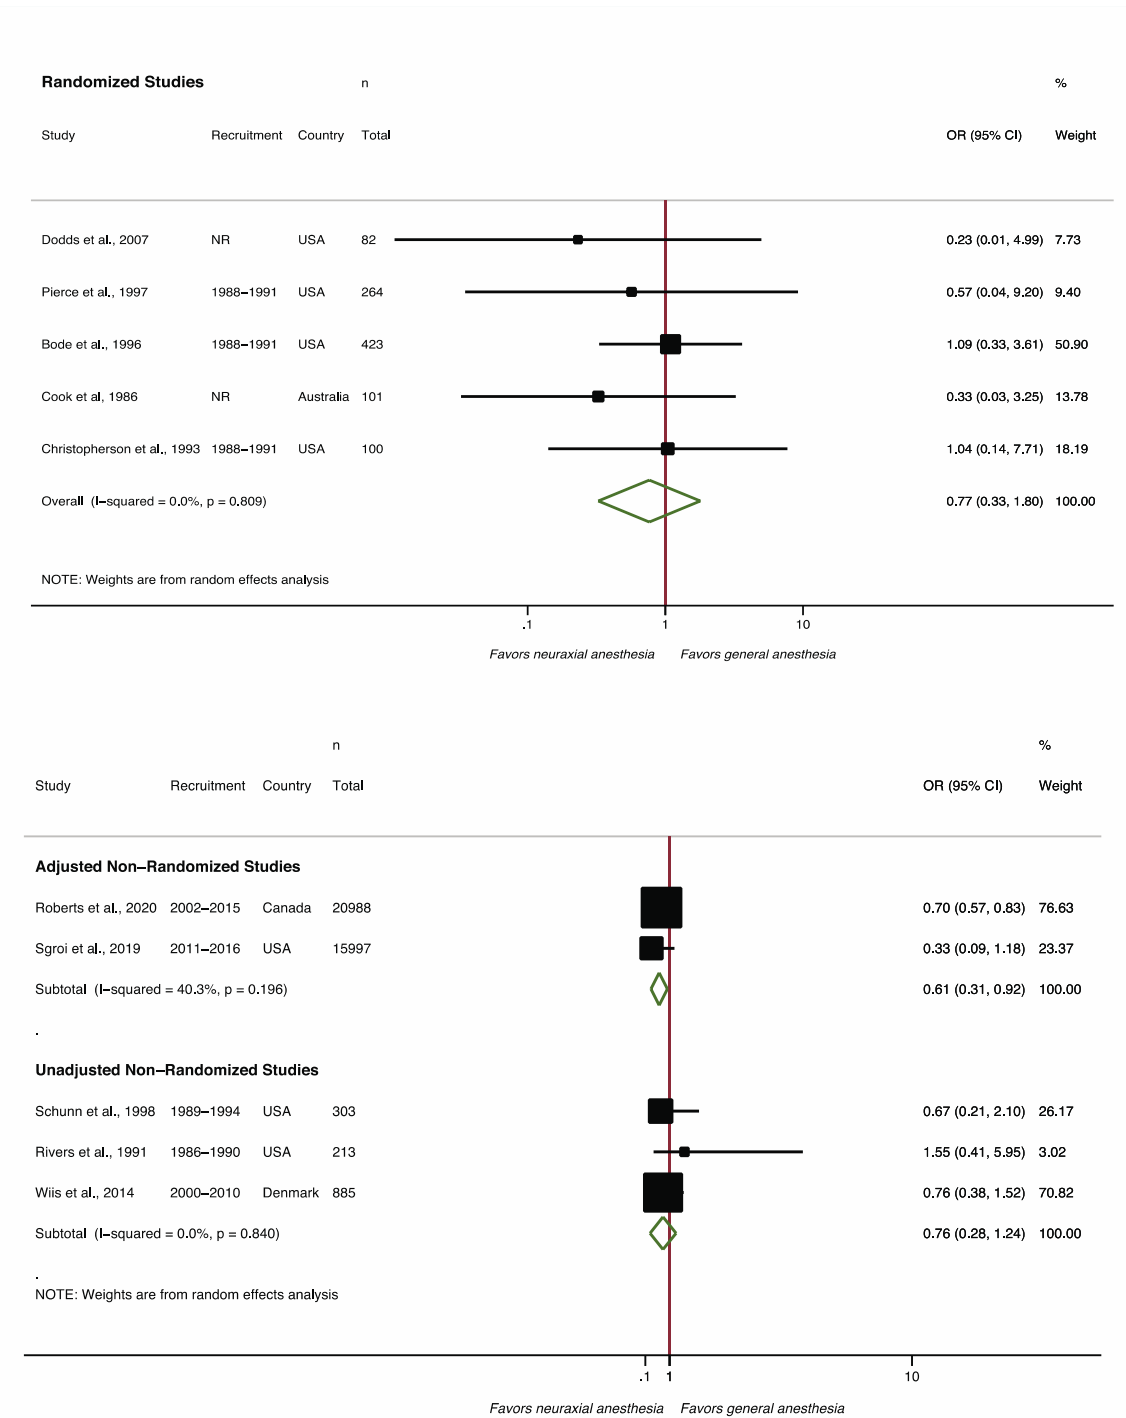 Randomized Studies n %
Study Recruitment Country Total OR (95% CI) Weight
Dodds et al., 2007 NR USA 82 0.23 (0.01, 4.99) 7.73
Pierce et al., 1997 1988–1991 USA 264 0.57 (0.04, 9.20) 9.40
Bode et al., 1996 1988–1991 USA 423 1.09 (0.33, 3.61) 50.90
Cook et al, 1986 NR Australia 101 0.33 (0.03, 3.25) 13.78
Christopherson et al., 1993 1988–1991 USA 100 1.04 (0.14, 7.71) 18.19
Overall (I–squared = 0.0%, p = 0.809) 0.77 (0.33, 1.80) 100.00
NOTE: Weights are from random effects analysis
.1 1 10
Favors neuraxial anesthesia Favors general anesthesia
n %
Study Recruitment Country Total OR (95% CI) Weight
Adjusted Non–Randomized Studies
Roberts et al., 2020 2002–2015 Canada 20988 0.70 (0.57, 0.83) 76.63
Sgroi et al., 2019 2011–2016 USA 15997 0.33 (0.09, 1.18) 23.37
Subtotal (I–squared = 40.3%, p = 0.196) 0.61 (0.31, 0.92) 100.00
.
Unadjusted Non–Randomized Studies
Schunn et al., 1998 1989–1994 USA 303 0.67 (0.21, 2.10) 26.17
Rivers et al., 1991 1986–1990 USA 213 1.55 (0.41, 5.95) 3.02
Wiis et al., 2014 2000–2010 Denmark 885 0.76 (0.38, 1.52) 70.82
Subtotal (I–squared = 0.0%, p = 0.840) 0.76 (0.28, 1.24) 100.00
.
NOTE: Weights are from random effects analysis
.1 1 10
Favors neuraxial anesthesia Favors general anesthesia